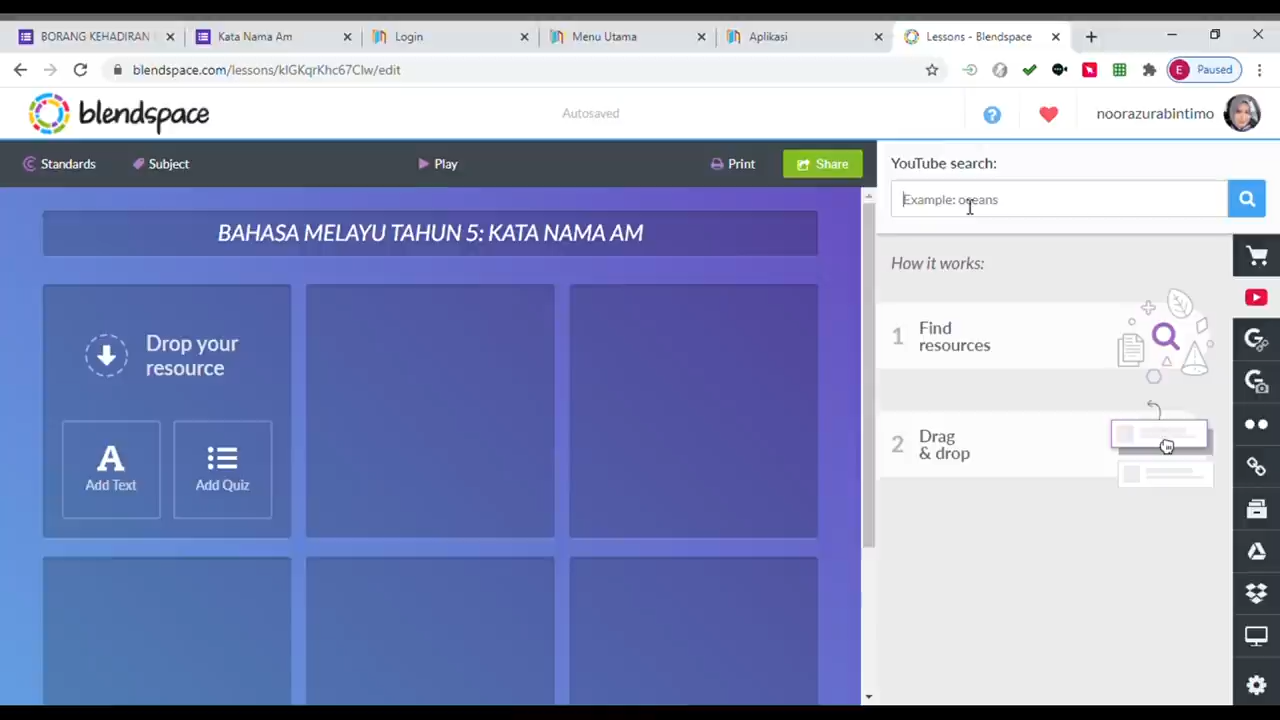 BORANG KEHADIRAN
Kata Nama Am
Login
Menu Utama
Aplikasi
Lessons - Blendspace
blendspace.com/lessons/kIGKqrKhc67Clw/edit
E
Paused
blendspace
Autosaved
?
noorazurabintimo
Standards
Subject
Play
Print
Share
YouTube search:
Example: oceans
BAHASA MELAYU TAHUN 5: KATA NAMA AM
How it works:
Drop your
resource
A
Add Text
Add Quiz
1
Find
resources
2
Drag
& drop